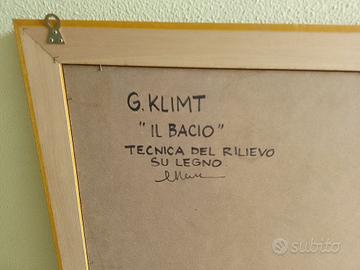 G. KLIMT
"IL BACIO"
TECNICA DEL RILIEVO
SU LEGNO
subito